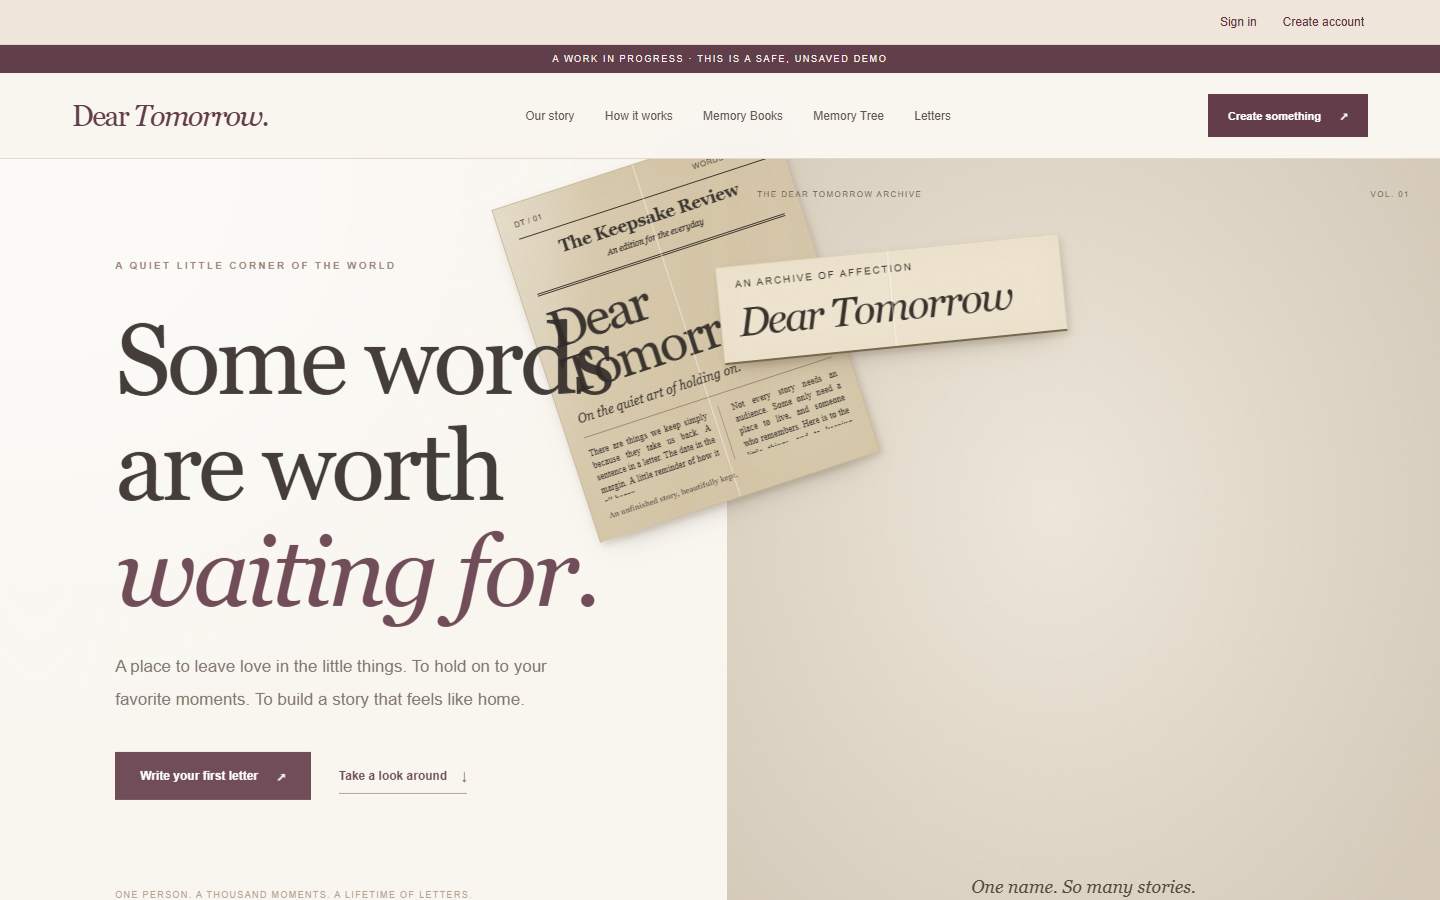 Sign in
Create account
A WORK IN PROGRESS · THIS IS A SAFE, UNSAVED DEMO
Dear Tomorrow.
Our story
How it works
Memory Books
Memory Tree
Letters
Create something ↗
THE DEAR TOMORROW ARCHIVE
VOL. 01
DT / 01
The Keepsake Review
An edition for the everyday
Dear
On the quiet art of holding on.
There are things we keep simply
because they take us back. A
sentence in a letter. The date in the
margin. A little reminder of how it
Not every story needs an
audience. Some only need a
place to live, and someone
who remembers. Here is to the
An unfinished story, beautifully kept.
AN ARCHIVE OF AFFECTION
Dear Tomorrow
A QUIET LITTLE CORNER OF THE WORLD
Some words
are worth
waiting for.
A place to leave love in the little things. To hold on to your
favorite moments. To build a story that feels like home.
Write your first letter ↗
Take a look around ↓
ONE PERSON. A THOUSAND MOMENTS. A LIFETIME OF LETTERS.
One name. So many stories.